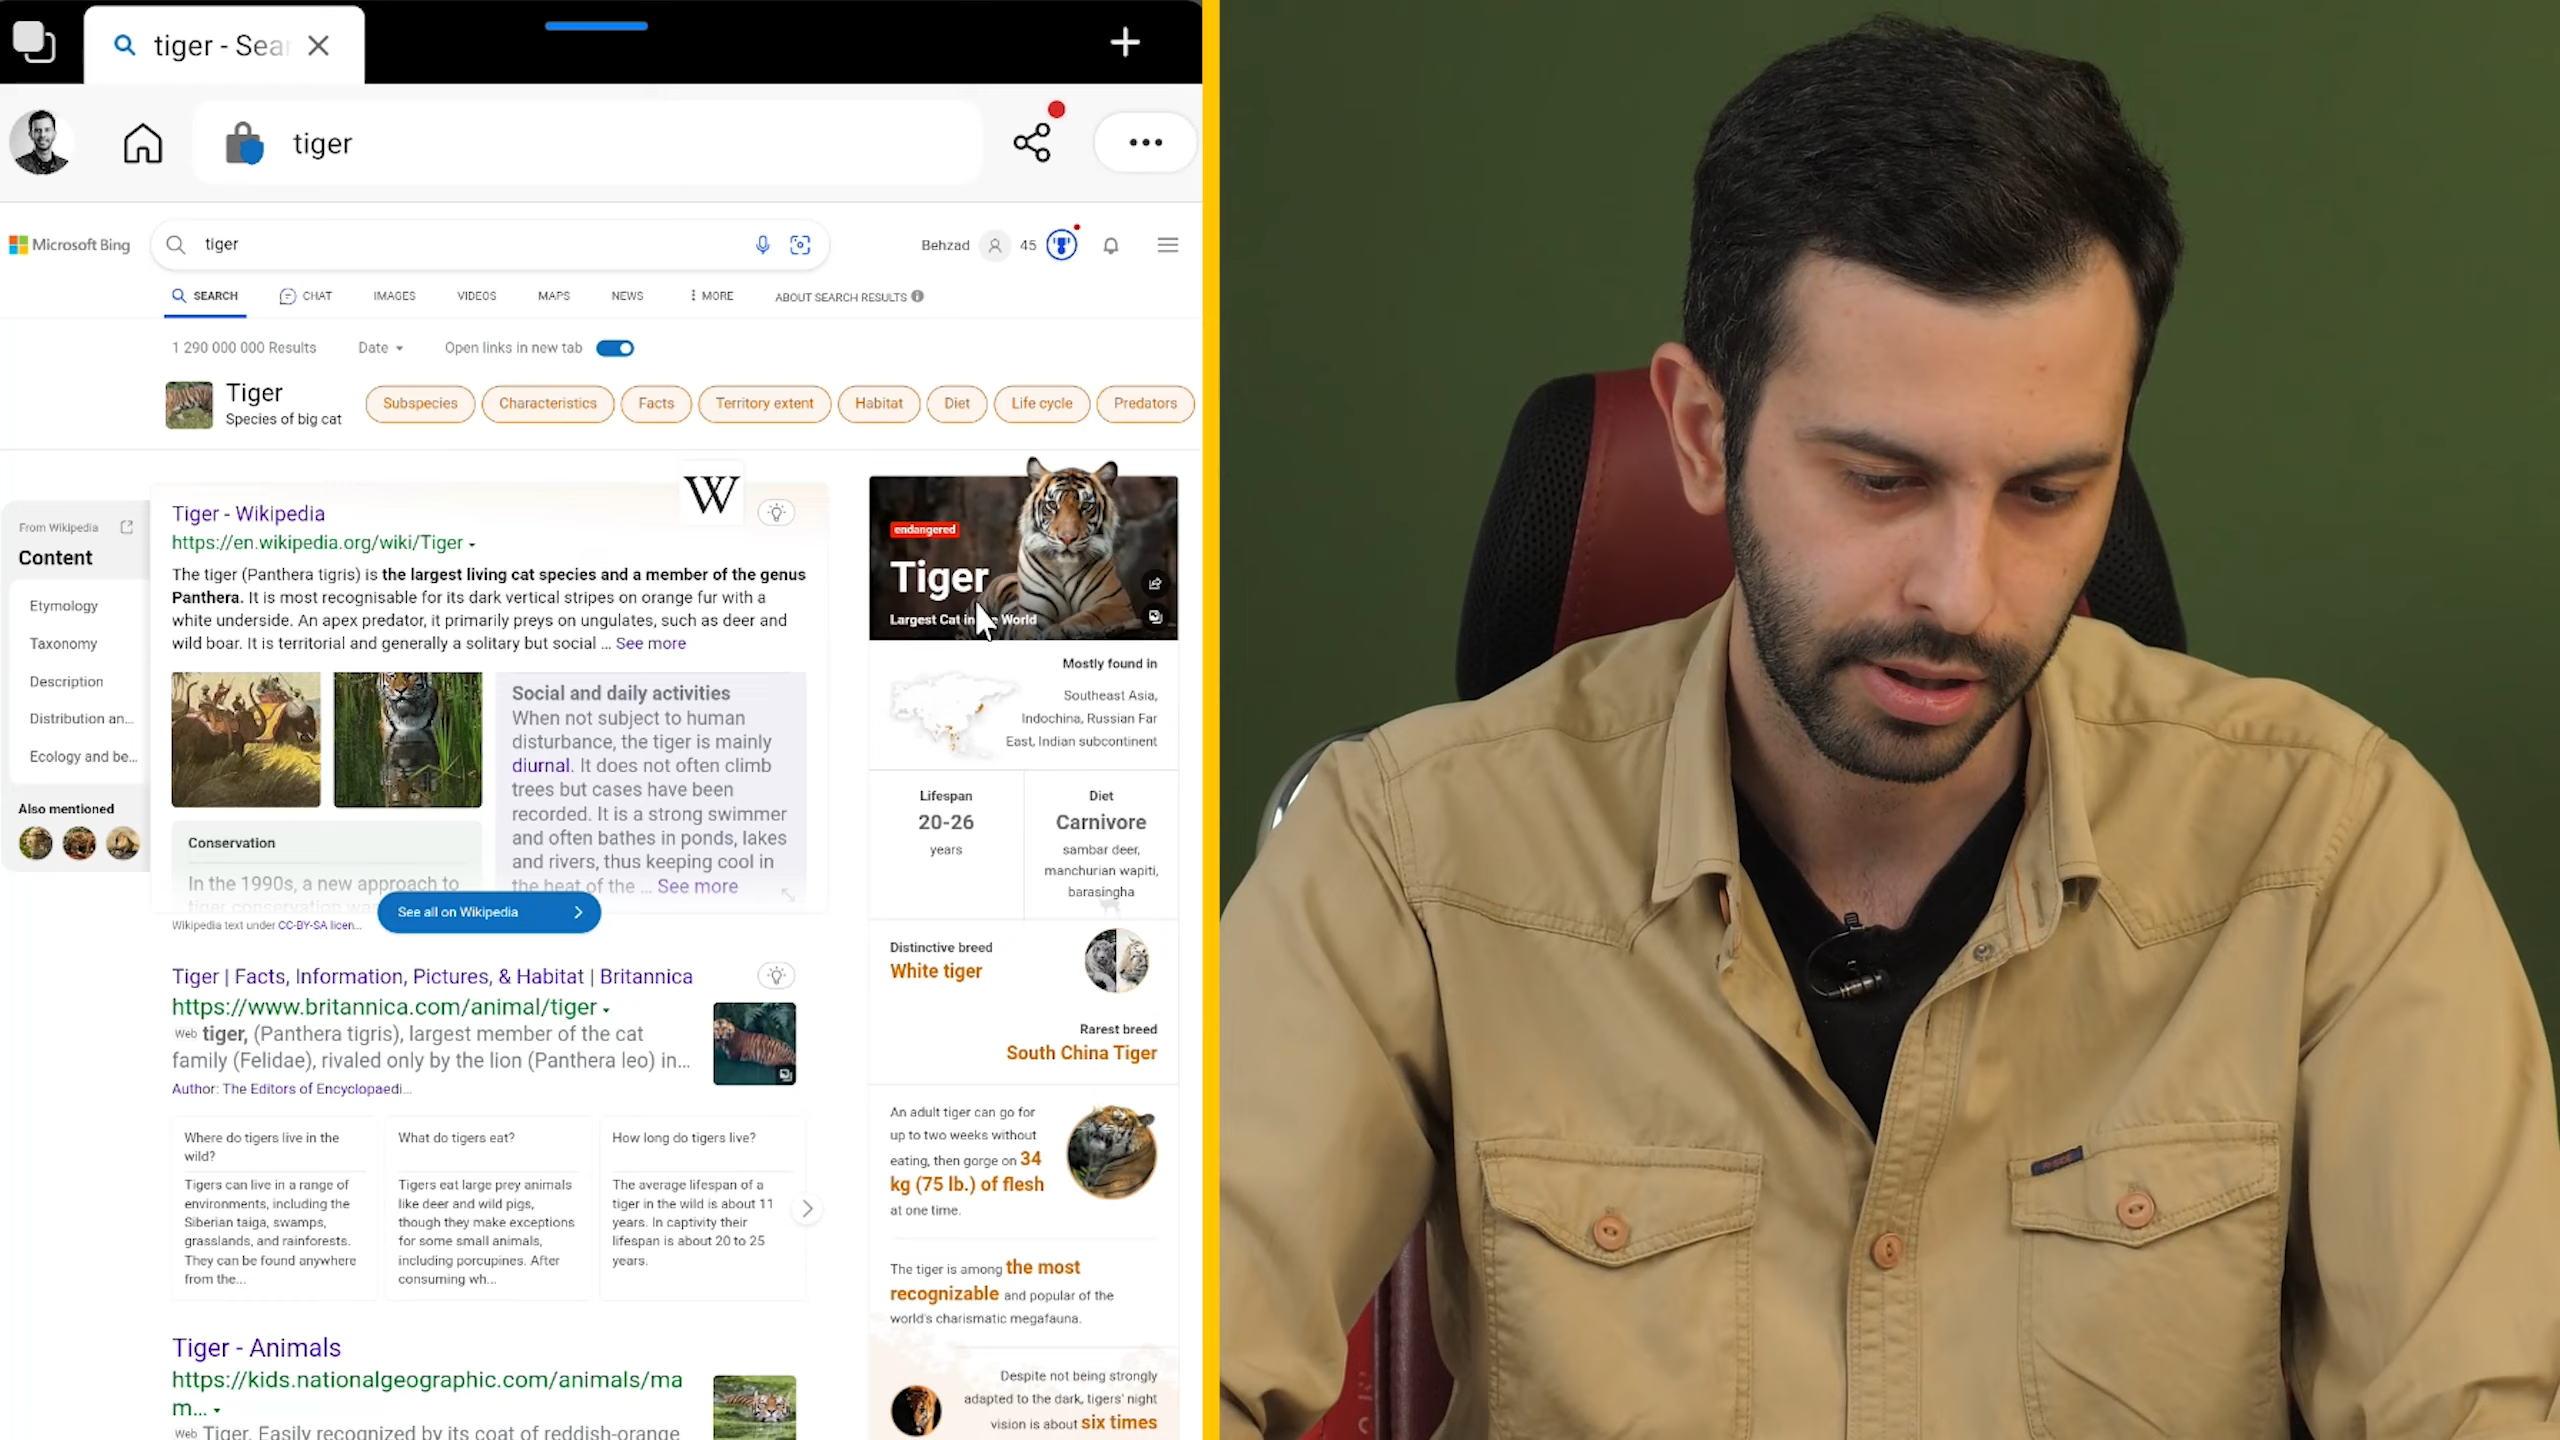 tiger - Sear
tiger
Microsoft Bing
tiger
Behzad
45
SEARCH
CHAT
IMAGES
VIDEOS
MAPS
NEWS
MORE
ABOUT SEARCH RESULTS
1 290 000 000 Results
Date
Open links in new tab
Tiger
Species of big cat
Subspecies
Characteristics
Facts
Territory extent
Habitat
Diet
Life cycle
Predators
From Wikipedia
Content
Etymology
Taxonomy
Description
Distribution an...
Ecology and be...
Also mentioned
W
Tiger - Wikipedia
https://en.wikipedia.org/wiki/Tiger
The tiger (Panthera tigris) is the largest living cat species and a member of the genus
Panthera. It is most recognisable for its dark vertical stripes on orange fur with a
white underside. An apex predator, it primarily preys on ungulates, such as deer and
wild boar. It is territorial and generally a solitary but social ... See more
Social and daily activities
When not subject to human
disturbance, the tiger is mainly
diurnal. It does not often climb
trees but cases have been
recorded. It is a strong swimmer
and often bathes in ponds, lakes
and rivers, thus keeping cool in
the heat of the ... See more
Conservation
In the 1990s, a new approach to
tiger conservation was
See all on Wikipedia
Wikipedia text under CC-BY-SA licen...
Tiger | Facts, Information, Pictures, & Habitat | Britannica
https://www.britannica.com/animal/tiger
Web tiger, (Panthera tigris), largest member of the cat
family (Felidae), rivaled only by the lion (Panthera leo) in...
Author: The Editors of Encyclopaedi...
Where do tigers live in the
wild?
Tigers can live in a range of
environments, including the
Siberian taiga, swamps,
grasslands, and rainforests.
They can be found anywhere
from the...
What do tigers eat?
Tigers eat large prey animals
like deer and wild pigs,
though they make exceptions
for some small animals,
including porcupines. After
consuming wh...
How long do tigers live?
The average lifespan of a
tiger in the wild is about 11
years. In captivity their
lifespan is about 20 to 25
years.
Tiger - Animals
https://kids.nationalgeographic.com/animals/ma
m...
Web Tiger. Easily recognized by its coat of reddish-orange
endangered
Tiger
Largest Cat in World
Mostly found in
Southeast Asia,
Indochina, Russian Far
East, Indian subcontinent
Lifespan
20-26
years
Diet
Carnivore
sambar deer,
manchurian wapiti,
barasingha
Distinctive breed
White tiger
Rarest breed
South China Tiger
An adult tiger can go for
up to two weeks without
eating, then gorge on 34
kg (75 lb.) of flesh
at one time.
The tiger is among the most
recognizable and popular of the
world's charismatic megafauna.
Despite not being strongly
adapted to the dark, tigers' night
vision is about six times